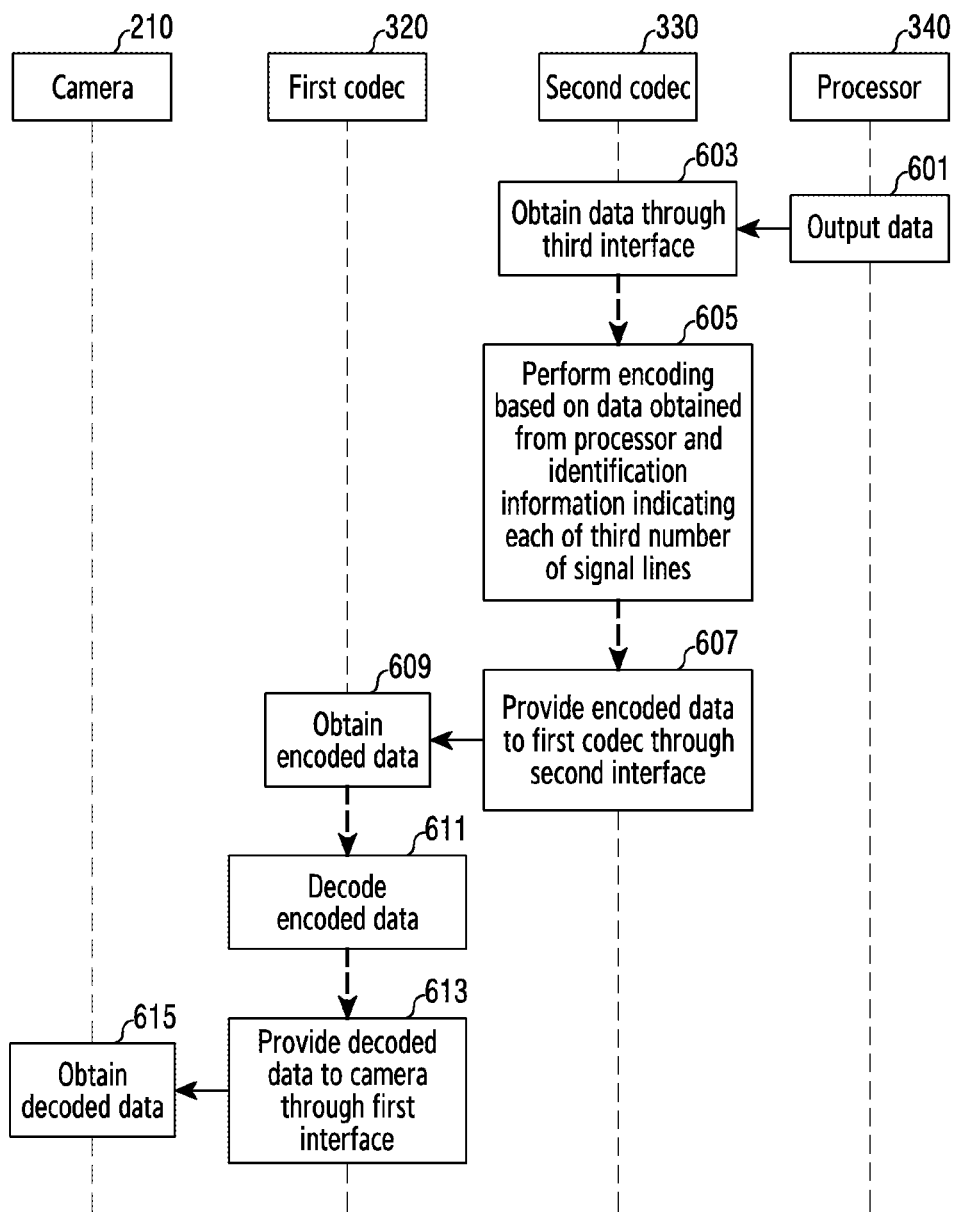 210
320
330
340
Camera
First codec
Second codec
Processor
603
601
Obtain data through
third interface
Output data
605
Perform encoding
based on data obtained
from processor and
identification
information indicating
each of third number
of signal lines
609
607
Obtain
encoded data
Provide encoded data
to first codec through
second interface
611
Decode
encoded data
615
613
Obtain
decoded data
Provide decoded
data to camera
through first
interface